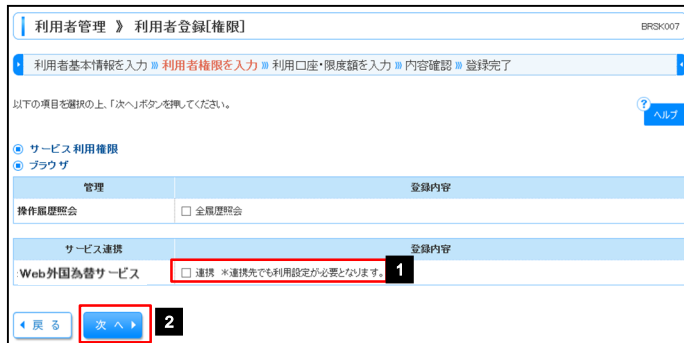 利用者管理 》 利用者登録[権限]
BRSK007
利用者基本情報を入力 ››› 利用者権限を入力 ››› 利用口座・限度額を入力 ››› 内容確認 ››› 登録完了
以下の項目を選択の上、「次へ」ボタンを押してください。
? ヘルプ
サービス利用権限
ブラウザ
管理 登録内容
操作履歴照会 全履歴照会
サービス連携 登録内容
Web外国為替サービス 連携 *連携先でも利用設定が必要となります。 1
戻る 次へ 2